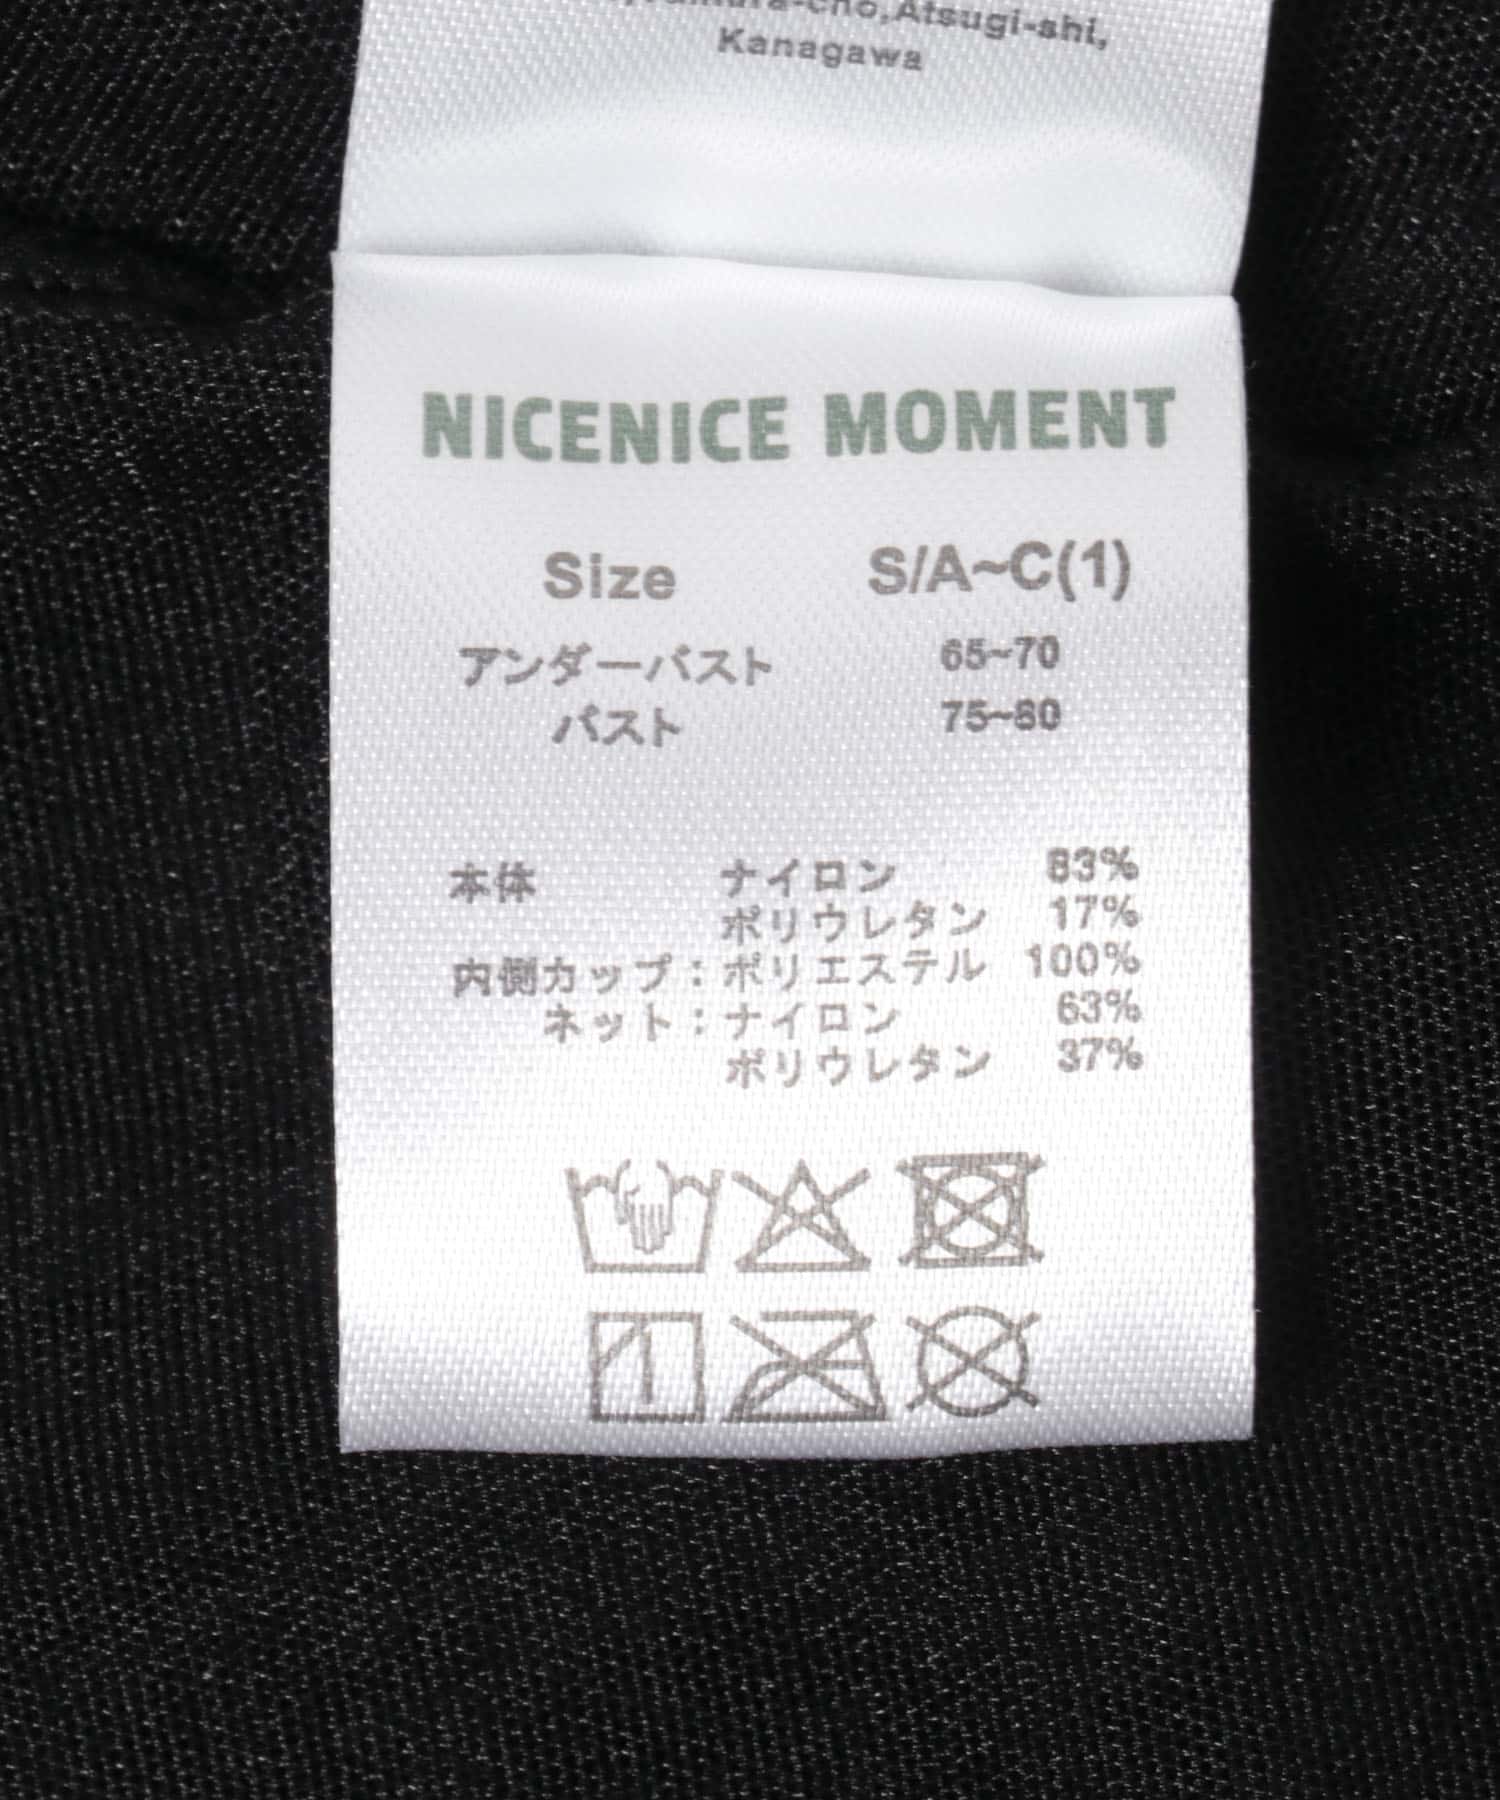 Atsugi-shi,
Kanagawa
NICENICE MOMENT
Size S/A~C(1)
アンダーバスト 65~70
バスト 75~80
本体 ナイロン 83%
ポリウレタン 17%
内側カップ：ポリエステル 100%
ネット：ナイロン 63%
ポリウレタン 37%